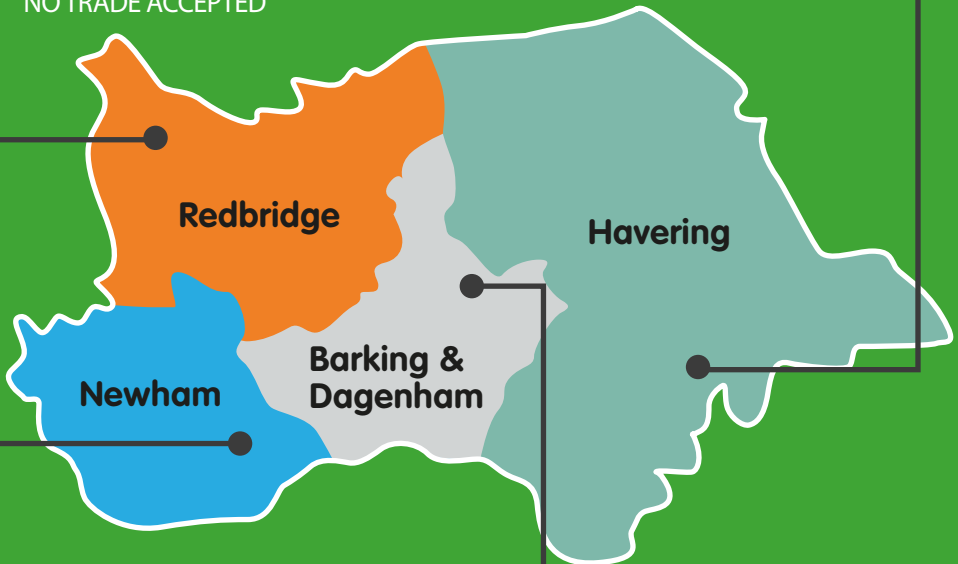 NO TRADE ACCEPTED
Redbridge
Havering
Barking &
Dagenham
Newham